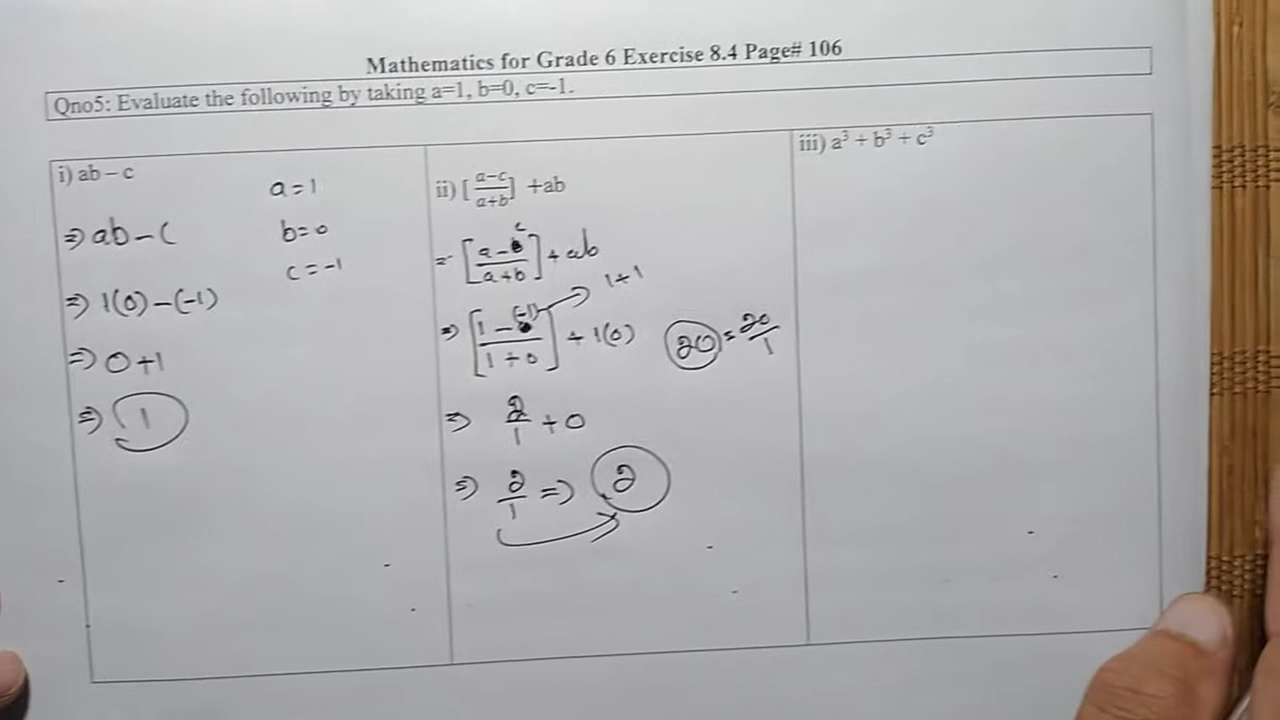 Mathematics for Grade 6 Exercise 8.4 Page# 106
Qno5: Evaluate the following by taking a=1, b=0, c=-1.
i) ab – c
⇒ ab – c
a = 1
b = 0
c = -1
⇒ 1(0) – (-1)
⇒ 0+1
⇒ 1
ii) [a-c/a+b] +ab
= [a-c/a+b] + ab
⇒ [1-(-1)/1+0] + 1(0)
1+1
20 = 20/1
⇒ 2/1 + 0
⇒ 2/1 ⇒ 2
iii) a³ + b³ + c³